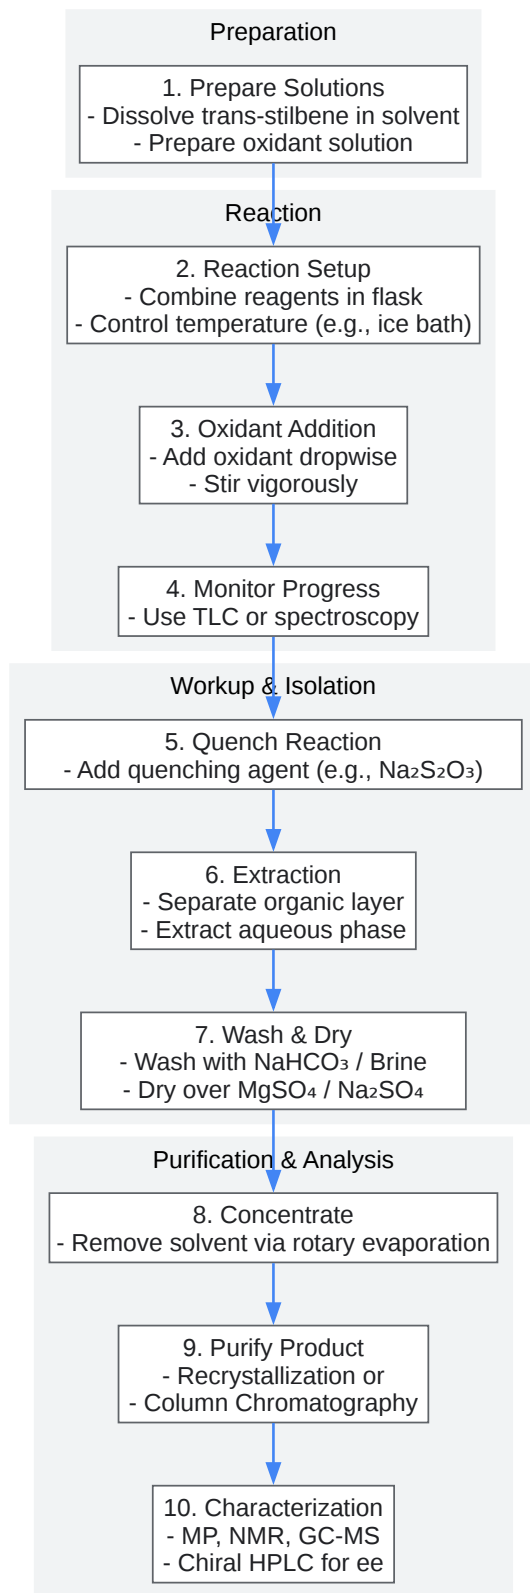 Preparation
1. Prepare Solutions
- Dissolve trans-stilbene in solvent
- Prepare oxidant solution
Reaction
2. Reaction Setup
- Combine reagents in flask
- Control temperature (e.g., ice bath)
3. Oxidant Addition
- Add oxidant dropwise
- Stir vigorously
4. Monitor Progress
- Use TLC or spectroscopy
Workup & Isolation
5. Quench Reaction
- Add quenching agent (e.g., Na₂S₂O₃)
6. Extraction
- Separate organic layer
- Extract aqueous phase
7. Wash & Dry
- Wash with NaHCO₃ / Brine
- Dry over MgSO₄ / Na₂SO₄
Purification & Analysis
8. Concentrate
- Remove solvent via rotary evaporation
9. Purify Product
- Recrystallization or
- Column Chromatography
10. Characterization
- MP, NMR, GC-MS
- Chiral HPLC for ee